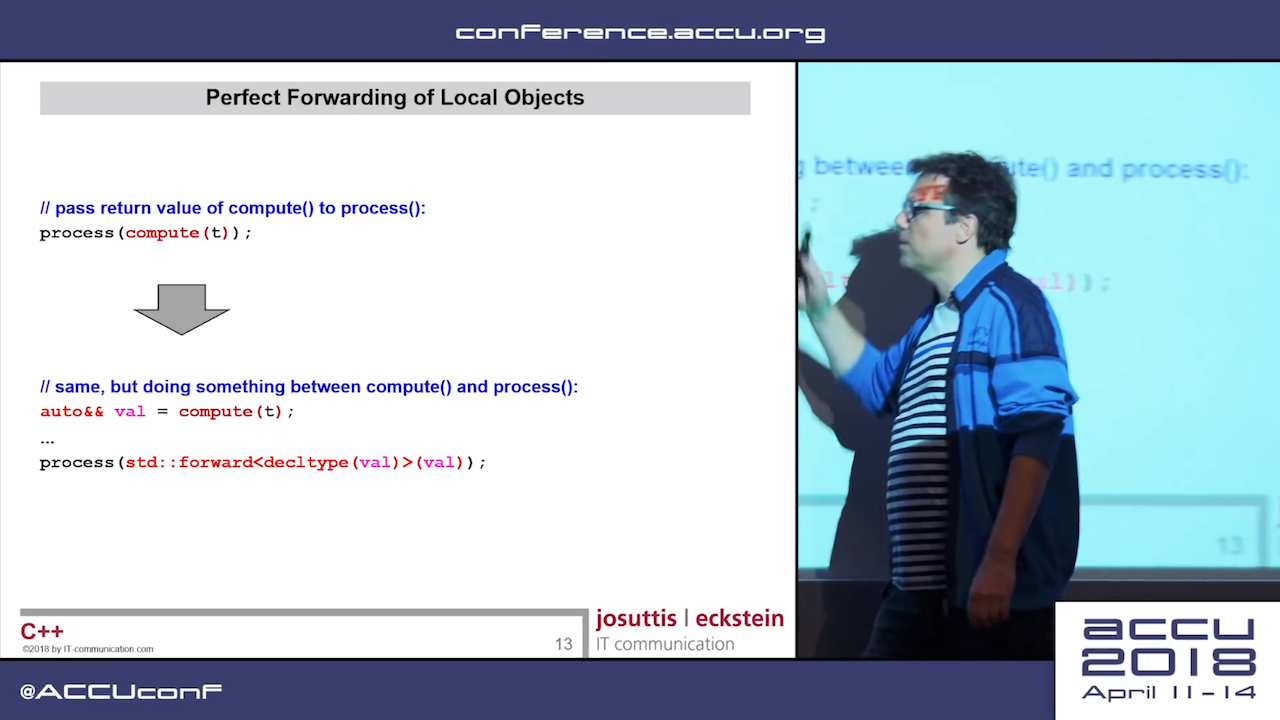 conference.accu.org
Perfect Forwarding of Local Objects
// pass return value of compute() to process():
process(compute(t));
// same, but doing something between compute() and process():
auto&& val = compute(t);
...
process(std::forward<decltype(val)>(val));
C++
©2018 by IT-communication.com
13
josuttis | eckstein
IT communication
between
ute() and process():
;
al));
13
accu
2018
April 11-14
@ACCUconf